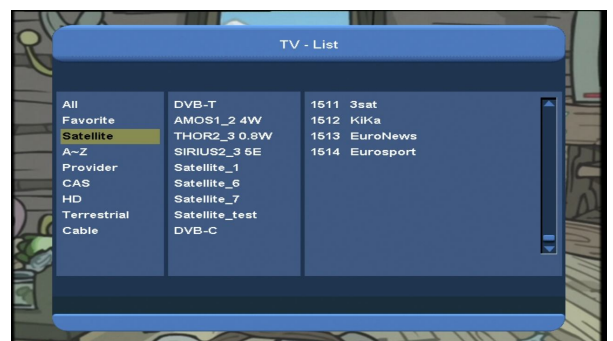 TV - List
All
Favorite
Satellite
A~Z
Provider
CAS
HD
Terrestrial
Cable
DVB-T
AMOS1_2 4W
THOR2_3 0.8W
SIRIUS2_3 5E
Satellite_1
Satellite_6
Satellite_7
Satellite_test
DVB-C
1511 3sat
1512 KiKa
1513 EuroNews
1514 Eurosport